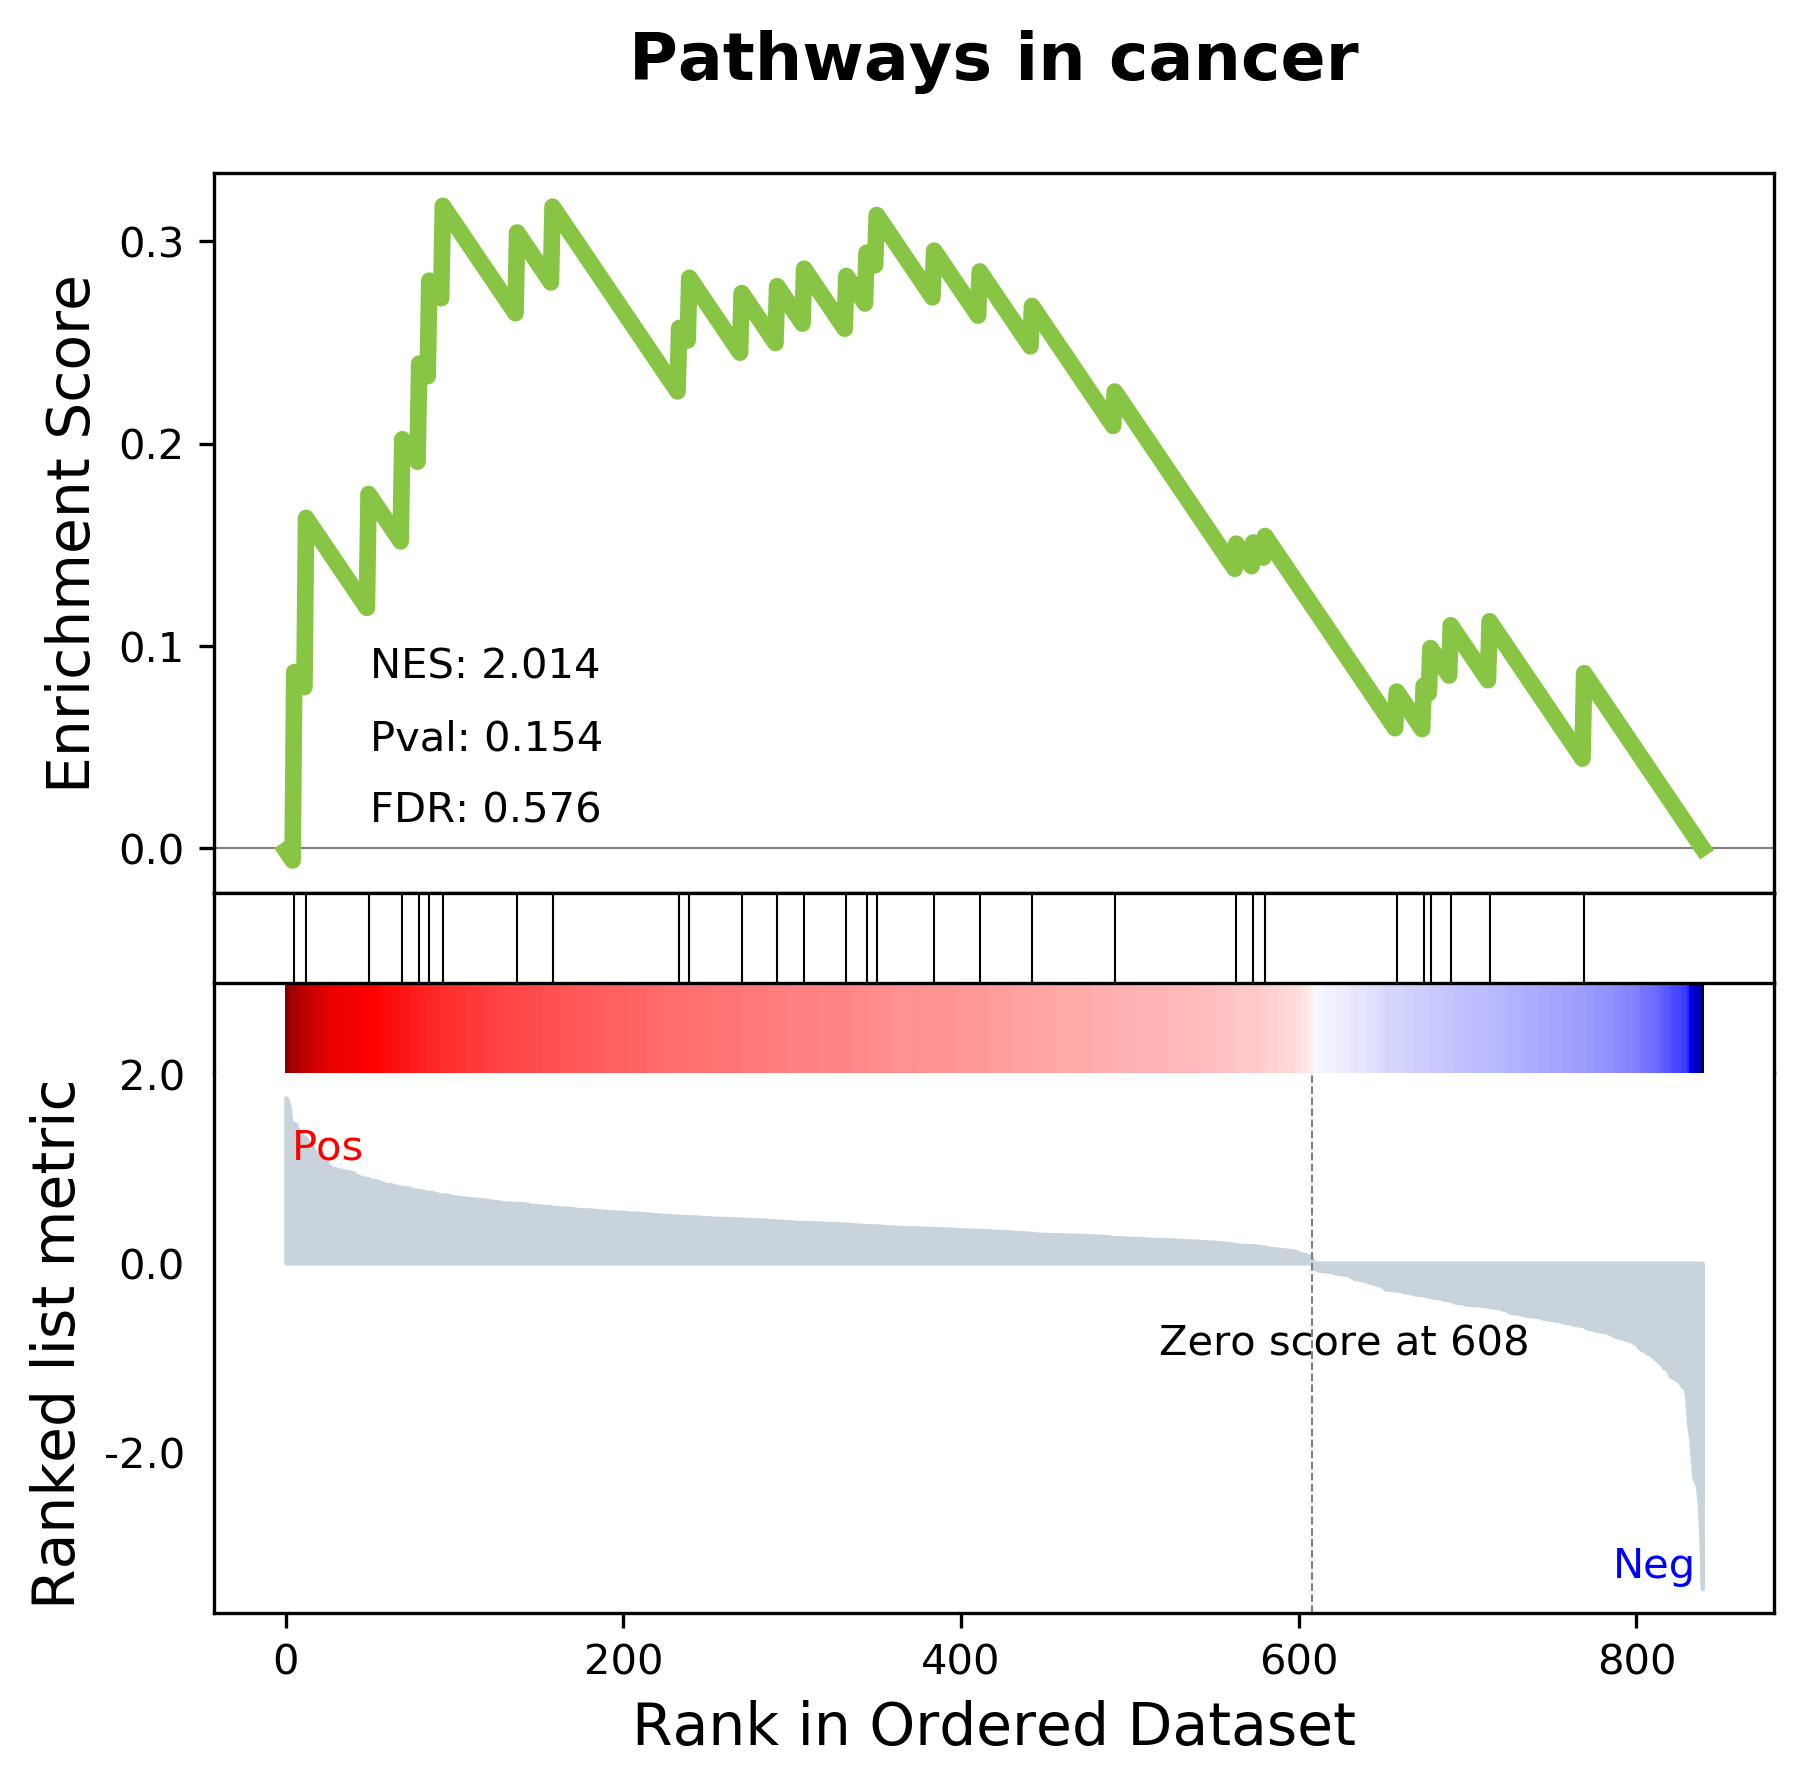 Pathways in cancer
Enrichment Score
0.3
0.2
0.1
0.0
NES: 2.014
Pval: 0.154
FDR: 0.576
Ranked list metric
2.0
0.0
-2.0
Pos
Zero score at 608
Neg
0 200 400 600 800
Rank in Ordered Dataset